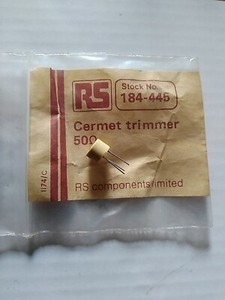 RS
Stock No.
184-445
Cermet trimmer
500
RS components limited
1174/C